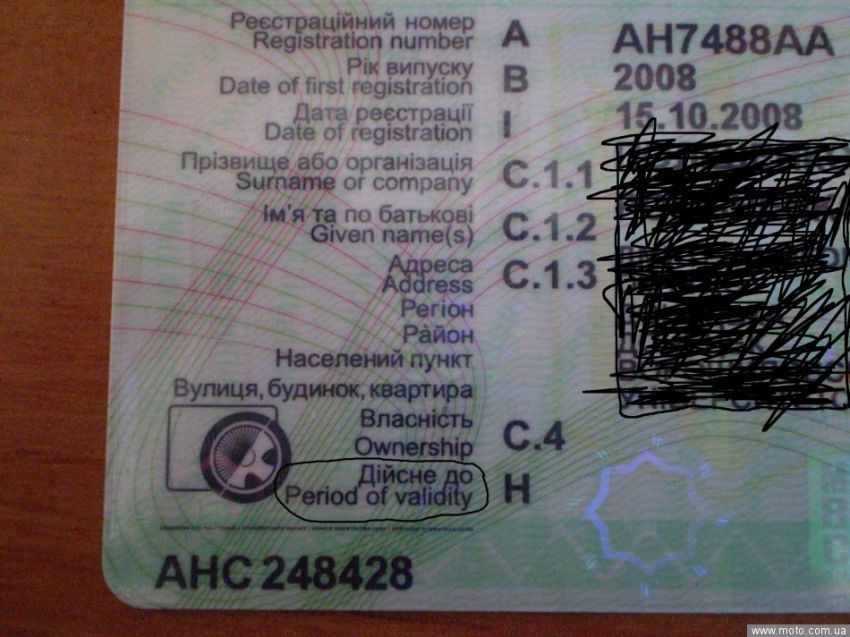 Реєстраційний номер
Registration number A АН7488АА
Рік випуску
Date of first registration B 2008
Дата реєстрації
Date of registration I 15.10.2008
Прізвище або організація
Surname or company C.1.1
Ім'я та по батькові
Given name(s) C.1.2
Адреса
Address C.1.3
Регіон
Район
Населений пункт
Вулиця, будинок, квартира
Власність
Ownership C.4
Дійсне до
Period of validity H
АНС 248428
www.moto.com.ua